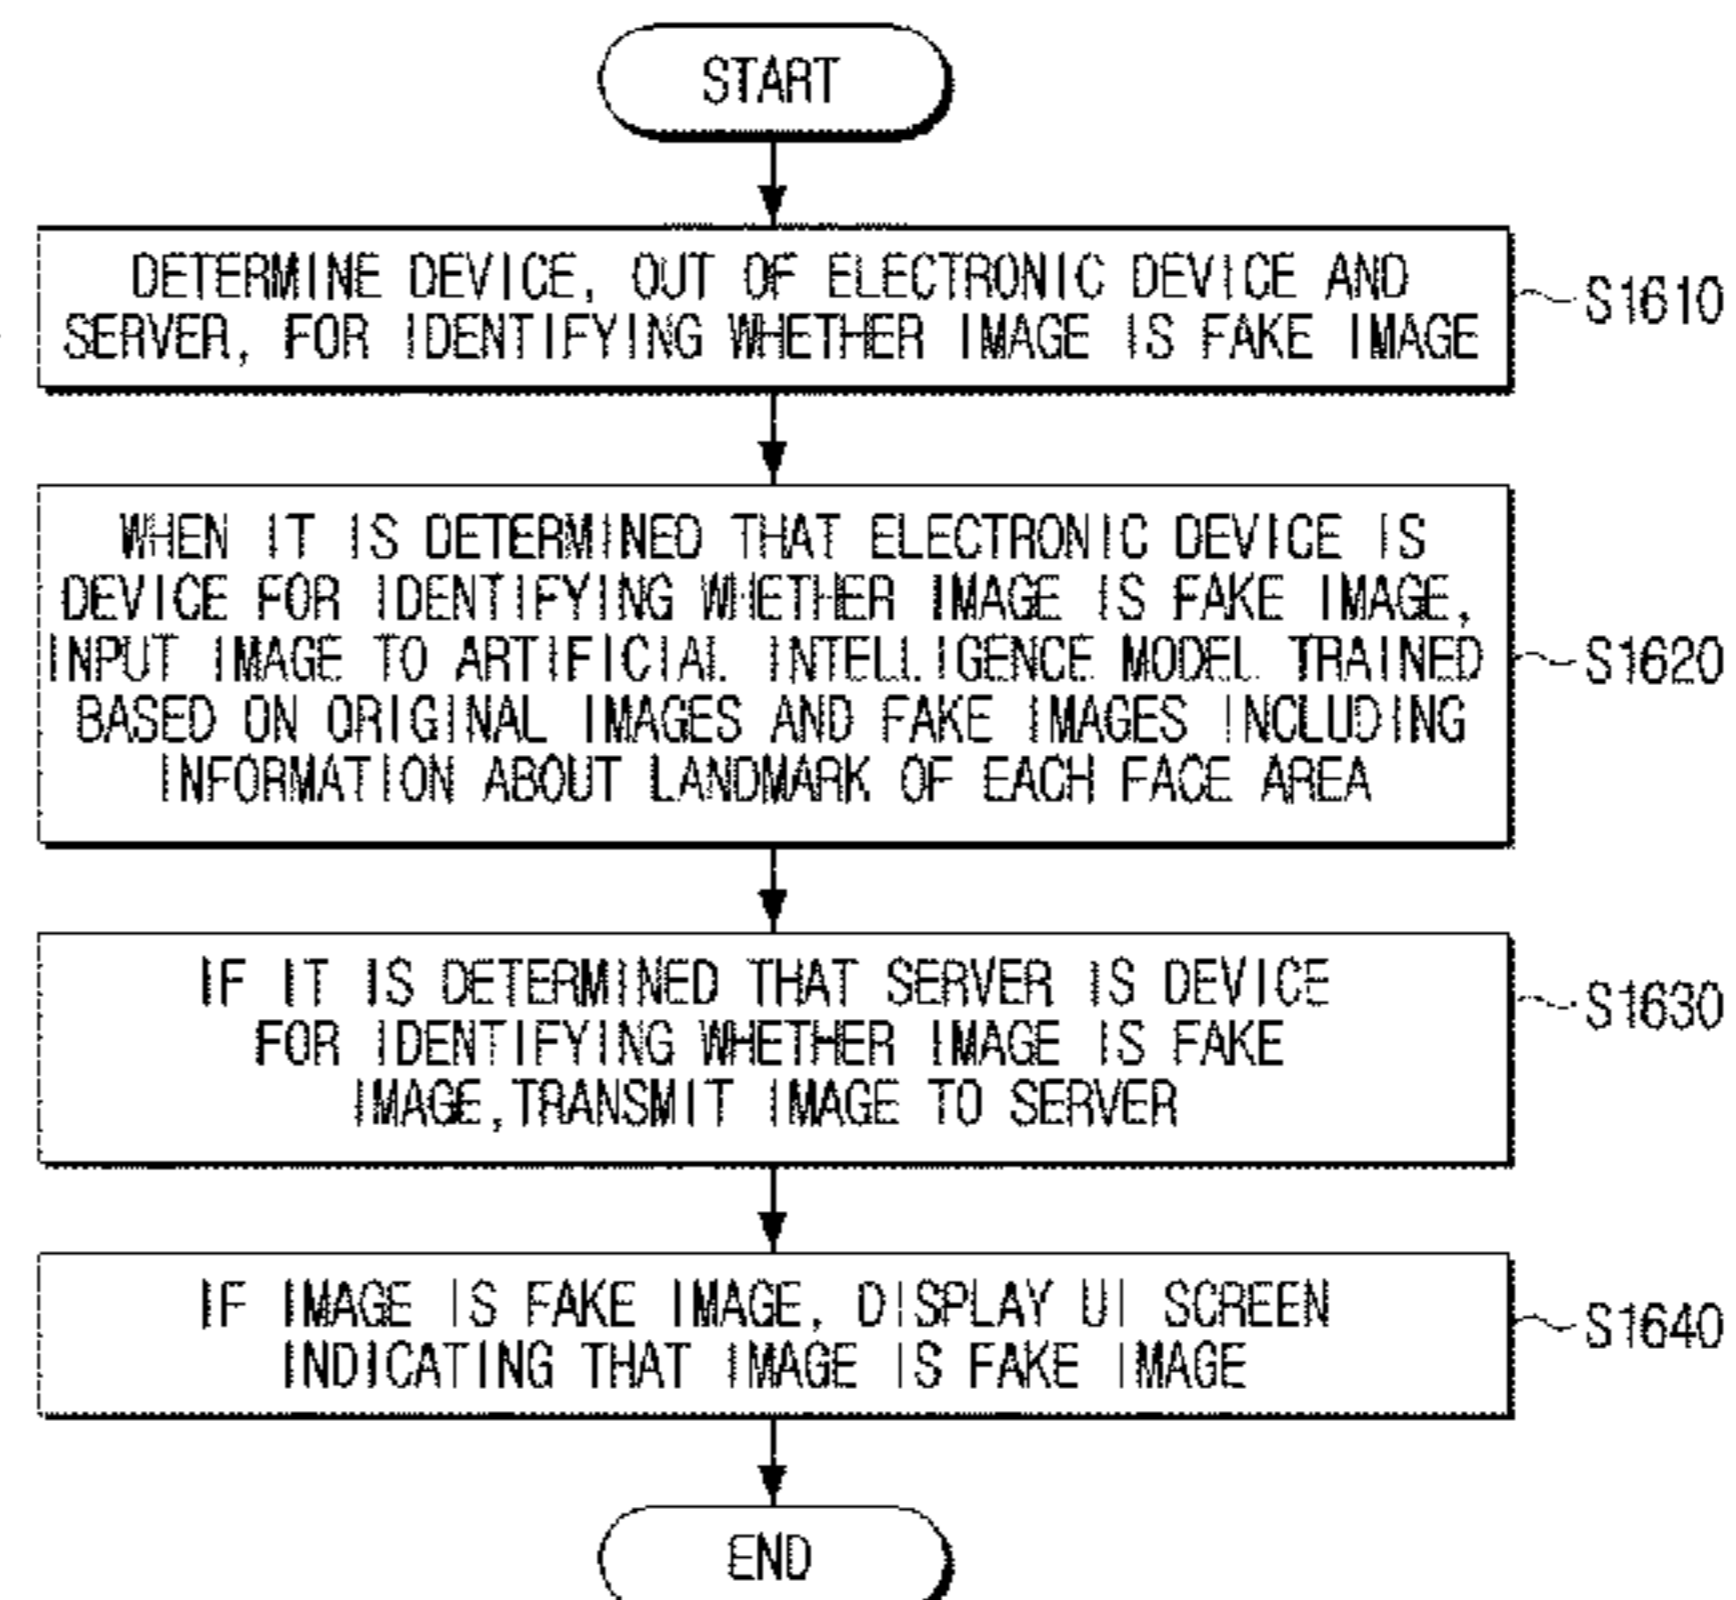 START
DETERMINE DEVICE, OUT OF ELECTRONIC DEVICE AND
SERVER, FOR IDENTIFYING WHETHER IMAGE IS FAKE IMAGE
S1610
WHEN IT IS DETERMINED THAT ELECTRONIC DEVICE IS
DEVICE FOR IDENTIFYING WHETHER IMAGE IS FAKE IMAGE,
INPUT IMAGE TO ARTIFICIAL INTELLIGENCE MODEL TRAINED
BASED ON ORIGINAL IMAGES AND FAKE IMAGES INCLUDING
INFORMATION ABOUT LANDMARK OF EACH FACE AREA
S1620
IF IT IS DETERMINED THAT SERVER IS DEVICE
FOR IDENTIFYING WHETHER IMAGE IS FAKE
IMAGE,TRANSMIT IMAGE TO SERVER
S1630
IF IMAGE IS FAKE IMAGE, DISPLAY UI SCREEN
INDICATING THAT IMAGE IS FAKE IMAGE
S1640
END